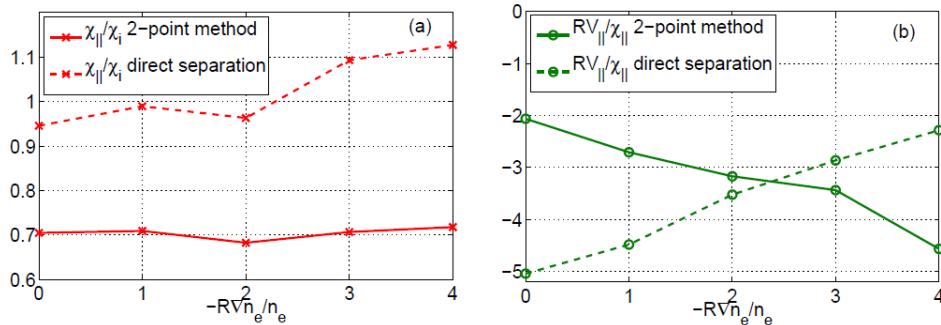 (a)
χ||/χi 2−point method
χ||/χi direct separation
1.1
1
0.9
0.8
0.7
0.6
0 1 2 3 4
−R∇ne/ne
(b)
RV||/χ|| 2−point method
RV||/χ|| direct separation
0
−1
−2
−3
−4
−5
0 1 2 3 4
−R∇ne/ne